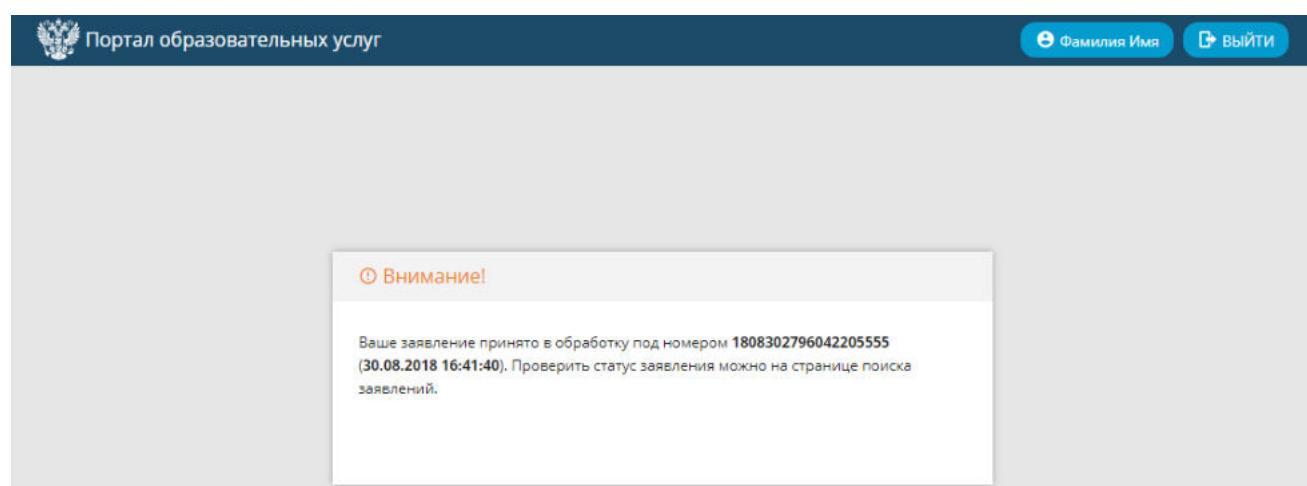 Портал образовательных услуг
Фамилия Имя
ВЫЙТИ
Внимание!
Ваше заявление принято в обработку под номером 1808302796042205555
(30.08.2018 16:41:40). Проверить статус заявления можно на странице поиска
заявлений.